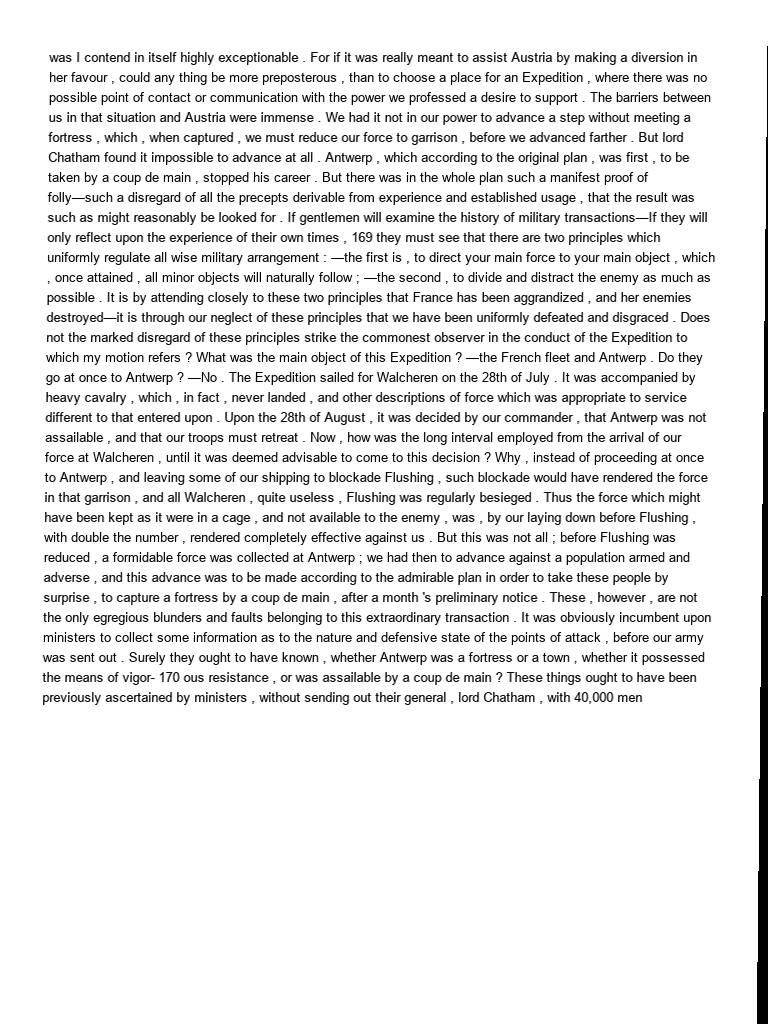 was I contend in itself highly exceptionable . For if it was really meant to assist Austria by making a diversion in
her favour , could any thing be more preposterous , than to choose a place for an Expedition , where there was no
possible point of contact or communication with the power we professed a desire to support . The barriers between
us in that situation and Austria were immense . We had it not in our power to advance a step without meeting a
fortress , which , when captured , we must reduce our force to garrison , before we advanced farther . But lord
Chatham found it impossible to advance at all . Antwerp , which according to the original plan , was first , to be
taken by a coup de main , stopped his career . But there was in the whole plan such a manifest proof of
folly—such a disregard of all the precepts derivable from experience and established usage , that the result was
such as might reasonably be looked for . If gentlemen will examine the history of military transactions—If they will
only reflect upon the experience of their own times , 169 they must see that there are two principles which
uniformly regulate all wise military arrangement : —the first is , to direct your main force to your main object , which
, once attained , all minor objects will naturally follow ; —the second , to divide and distract the enemy as much as
possible . It is by attending closely to these two principles that France has been aggrandized , and her enemies
destroyed—it is through our neglect of these principles that we have been uniformly defeated and disgraced . Does
not the marked disregard of these principles strike the commonest observer in the conduct of the Expedition to
which my motion refers ? What was the main object of this Expedition ? —the French fleet and Antwerp . Do they
go at once to Antwerp ? —No . The Expedition sailed for Walcheren on the 28th of July . It was accompanied by
heavy cavalry , which , in fact , never landed , and other descriptions of force which was appropriate to service
different to that entered upon . Upon the 28th of August , it was decided by our commander , that Antwerp was not
assailable , and that our troops must retreat . Now , how was the long interval employed from the arrival of our
force at Walcheren , until it was deemed advisable to come to this decision ? Why , instead of proceeding at once
to Antwerp , and leaving some of our shipping to blockade Flushing , such blockade would have rendered the force
in that garrison , and all Walcheren , quite useless , Flushing was regularly besieged . Thus the force which might
have been kept as it were in a cage , and not available to the enemy , was , by our laying down before Flushing ,
with double the number , rendered completely effective against us . But this was not all ; before Flushing was
reduced , a formidable force was collected at Antwerp ; we had then to advance against a population armed and
adverse , and this advance was to be made according to the admirable plan in order to take these people by
surprise , to capture a fortress by a coup de main , after a month 's preliminary notice . These , however , are not
the only egregious blunders and faults belonging to this extraordinary transaction . It was obviously incumbent upon
ministers to collect some information as to the nature and defensive state of the points of attack , before our army
was sent out . Surely they ought to have known , whether Antwerp was a fortress or a town , whether it possessed
the means of vigor- 170 ous resistance , or was assailable by a coup de main ? These things ought to have been
previously ascertained by ministers , without sending out their general , lord Chatham , with 40,000 men